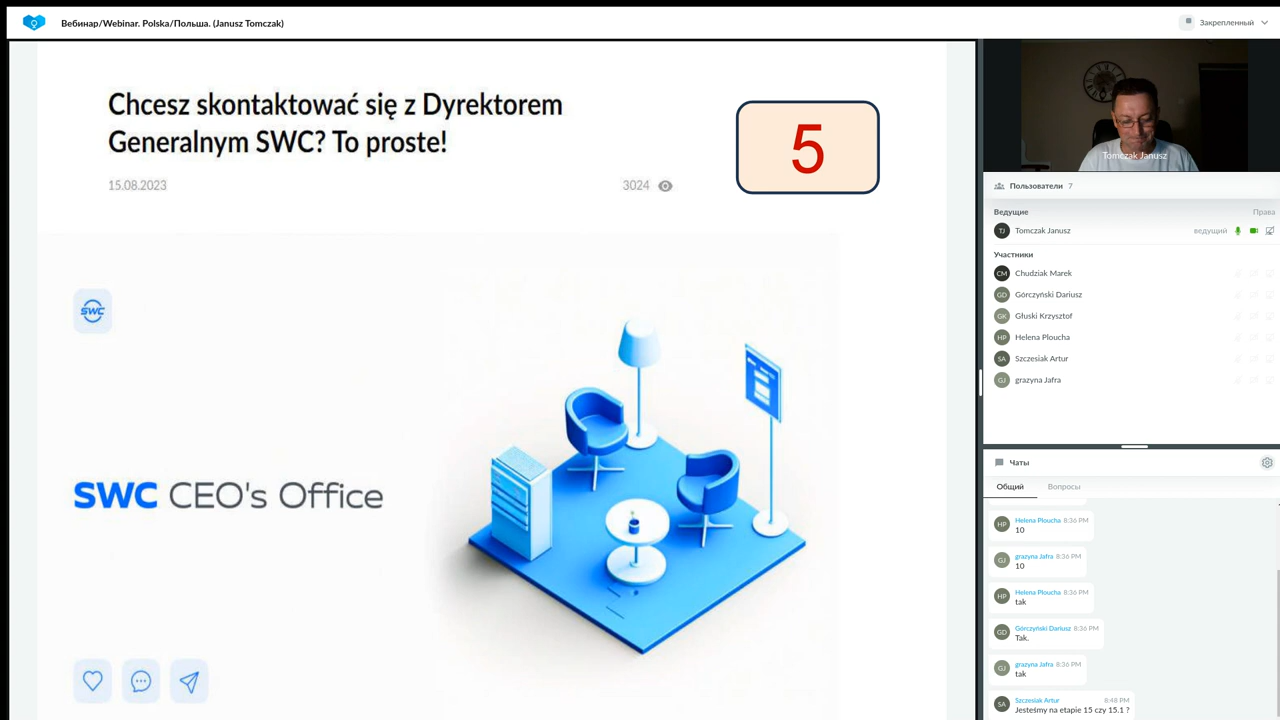 Вебинар/Webinar. Polska/Польша. (Janusz Tomczak)
Закрепленный
Chcesz skontaktować się z Dyrektorem
Generalnym SWC? To proste!
15.08.2023
3024
5
SWC
SWC CEO's Office
Tomczak Janusz
Пользователи 7
Ведущие
Права
TJ Tomczak Janusz ведущий
Участники
CM Chudziak Marek
GD Górczyński Dariusz
GK Głuski Krzysztof
HP Helena Ploucha
SA Szczesiak Artur
GJ grazyna Jafra
Чаты
Общий Вопросы
HP Helena Ploucha 8:36 PM
10
GJ grazyna Jafra 8:36 PM
10
HP Helena Ploucha 8:36 PM
tak
GD Górczyński Dariusz 8:36 PM
Tak.
GJ grazyna Jafra 8:36 PM
tak
SA Szczesiak Artur 8:48 PM
Jesteśmy na etapie 15 czy 15.1 ?